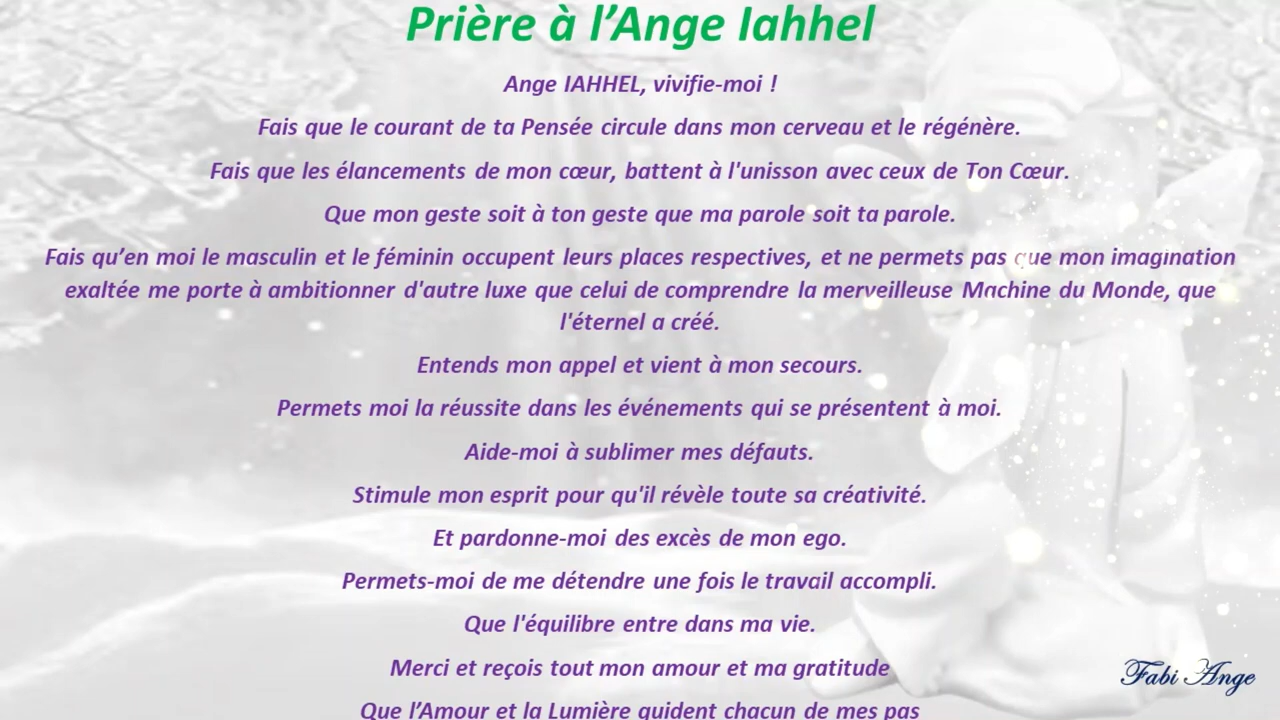 Prière à l’Ange Iahhel
Ange IAHHEL, vivifie-moi !
Fais que le courant de ta Pensée circule dans mon cerveau et le régénère.
Fais que les élancements de mon cœur, battent à l'unisson avec ceux de Ton Cœur.
Que mon geste soit à ton geste que ma parole soit ta parole.
Fais qu’en moi le masculin et le féminin occupent leurs places respectives, et ne permets pas que mon imagination
exaltée me porte à ambitionner d'autre luxe que celui de comprendre la merveilleuse Machine du Monde, que
l'éternel a créé.
Entends mon appel et vient à mon secours.
Permets moi la réussite dans les événements qui se présentent à moi.
Aide-moi à sublimer mes défauts.
Stimule mon esprit pour qu'il révèle toute sa créativité.
Et pardonne-moi des excès de mon ego.
Permets-moi de me détendre une fois le travail accompli.
Que l'équilibre entre dans ma vie.
Merci et reçois tout mon amour et ma gratitude
Fabi Ange
Que l’Amour et la Lumière guident chacun de mes pas